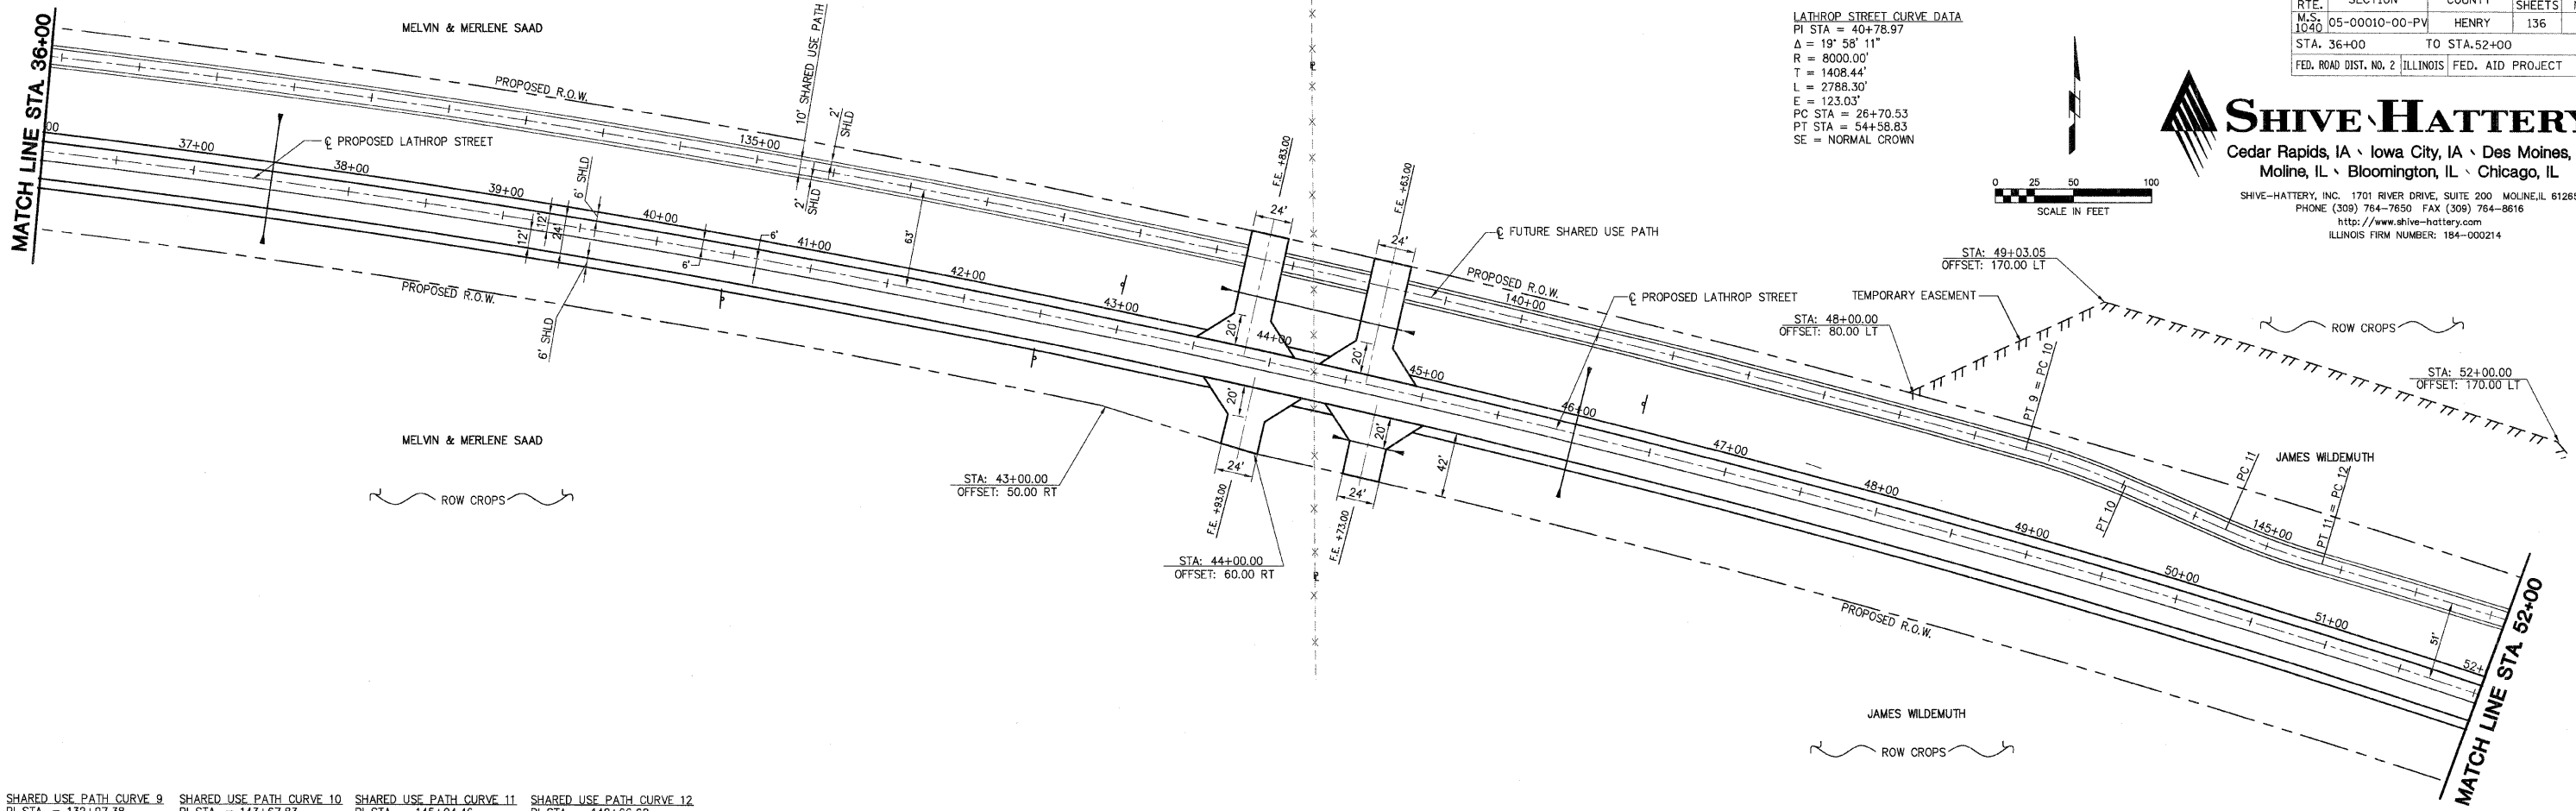 RTE. SECTION COUNTY SHEETS
M.S. 1040 05-00010-00-PV HENRY 136
STA. 36+00 TO STA.52+00
FED. ROAD DIST. NO. 2 ILLINOIS FED. AID PROJECT
SHIVE-HATTERY
Cedar Rapids, IA \ Iowa City, IA \ Des Moines,
Moline, IL \ Bloomington, IL \ Chicago, IL
SHIVE-HATTERY, INC. 1701 RIVER DRIVE, SUITE 200 MOLINE,IL 61265
PHONE (309) 764-7650 FAX (309) 764-8616
http://www.shive-hattery.com
ILLINOIS FIRM NUMBER: 184-000214
LATHROP STREET CURVE DATA
PI STA = 40+78.97
Δ = 19° 58' 11"
R = 8000.00'
T = 1408.44'
L = 2788.30'
E = 123.03'
PC STA = 26+70.53
PT STA = 54+58.83
SE = NORMAL CROWN
0 25 50 100
SCALE IN FEET
MATCH LINE STA. 36+00
MELVIN & MERLENE SAAD
PROPOSED R.O.W.
10' SHARED USE PATH
2'
SHLD
135+00
2'
SHLD
00
37+00
℄ PROPOSED LATHROP STREET
38+00
39+00
6' SHLD
12'
12'
24'
40+00
6'
6'
41+00
63'
42+00
43+00
PROPOSED R.O.W.
6' SHLD
MELVIN & MERLENE SAAD
ROW CROPS
F.E. +83.00
24'
F.E. +63.00
24'
20'
44+00
20'
45+00
20'
20'
24'
F.E. +93.00
24'
F.E. +73.00
42'
STA: 43+00.00
OFFSET: 50.00 RT
STA: 44+00.00
OFFSET: 60.00 RT
℄ FUTURE SHARED USE PATH
PROPOSED R.O.W.
140+00
℄ PROPOSED LATHROP STREET
46+00
47+00
48+00
49+00
50+00
51+00
52+
STA: 49+03.05
OFFSET: 170.00 LT
TEMPORARY EASEMENT
STA: 48+00.00
OFFSET: 80.00 LT
ROW CROPS
STA: 52+00.00
OFFSET: 170.00 LT
PT 9 = PC 10
PT 10
PC 11
145+00
PT 11 = PC 12
JAMES WILDEMUTH
51'
PROPOSED R.O.W.
MATCH LINE STA. 52+00
JAMES WILDEMUTH
ROW CROPS
SHARED USE PATH CURVE 9
SHARED USE PATH CURVE 10
SHARED USE PATH CURVE 11
SHARED USE PATH CURVE 12